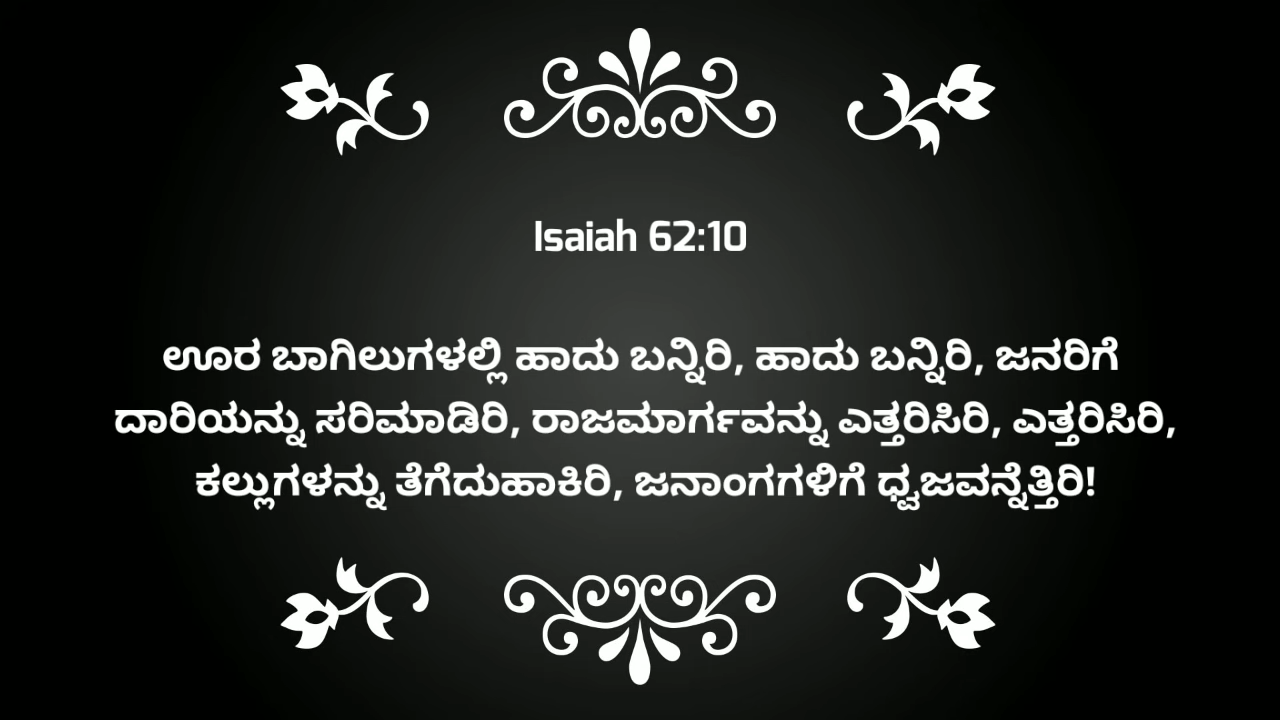 Isaiah 62:10
ಊರ ಬಾಗಿಲುಗಳಲ್ಲಿ ಹಾದು ಬನ್ನಿರಿ, ಹಾದು ಬನ್ನಿರಿ, ಜನರಿಗೆ
ದಾರಿಯನ್ನು ಸರಿಮಾಡಿರಿ, ರಾಜಮಾರ್ಗವನ್ನು ಎತ್ತರಿಸಿರಿ, ಎತ್ತರಿಸಿರಿ,
ಕಲ್ಲುಗಳನ್ನು ತೆಗೆದುಹಾಕಿರಿ, ಜನಾಂಗಗಳಿಗೆ ಧ್ವಜವನ್ನೆತ್ತಿರಿ!